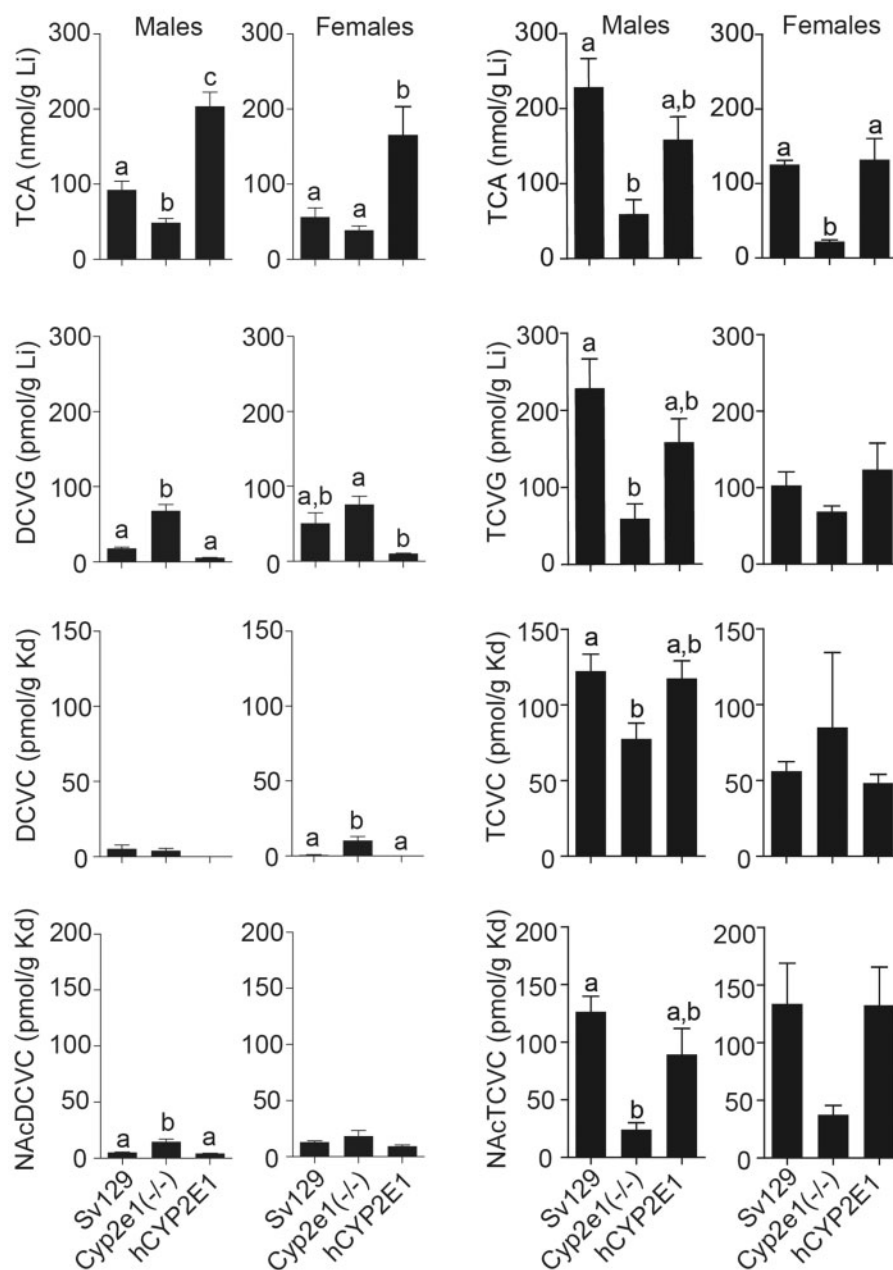 Males Females Males Females
TCA (nmol/g Li)
300
200
100
0
a b c
300
200
100
0
a a b
TCA (nmol/g Li)
300
200
100
0
a b a,b
300
200
100
0
a b a
DCVG (pmol/g Li)
300
200
100
0
a b a
300
200
100
0
a,b a b
TCVG (pmol/g Li)
300
200
100
0
a b a,b
300
200
100
0
DCVC (pmol/g Kd)
150
100
50
0
150
100
50
0
a b a
TCVC (pmol/g Kd)
150
100
50
0
a b a,b
150
100
50
0
NAcDCVC (pmol/g Kd)
200
150
100
50
0
a b a
200
150
100
50
0
NAcTCVC (pmol/g Kd)
200
150
100
50
0
a b a,b
200
150
100
50
0
Sv129
Cyp2e1(-/-)
hCYP2E1
Sv129
Cyp2e1(-/-)
hCYP2E1
Sv129
Cyp2e1(-/-)
hCYP2E1
Sv129
Cyp2e1(-/-)
hCYP2E1